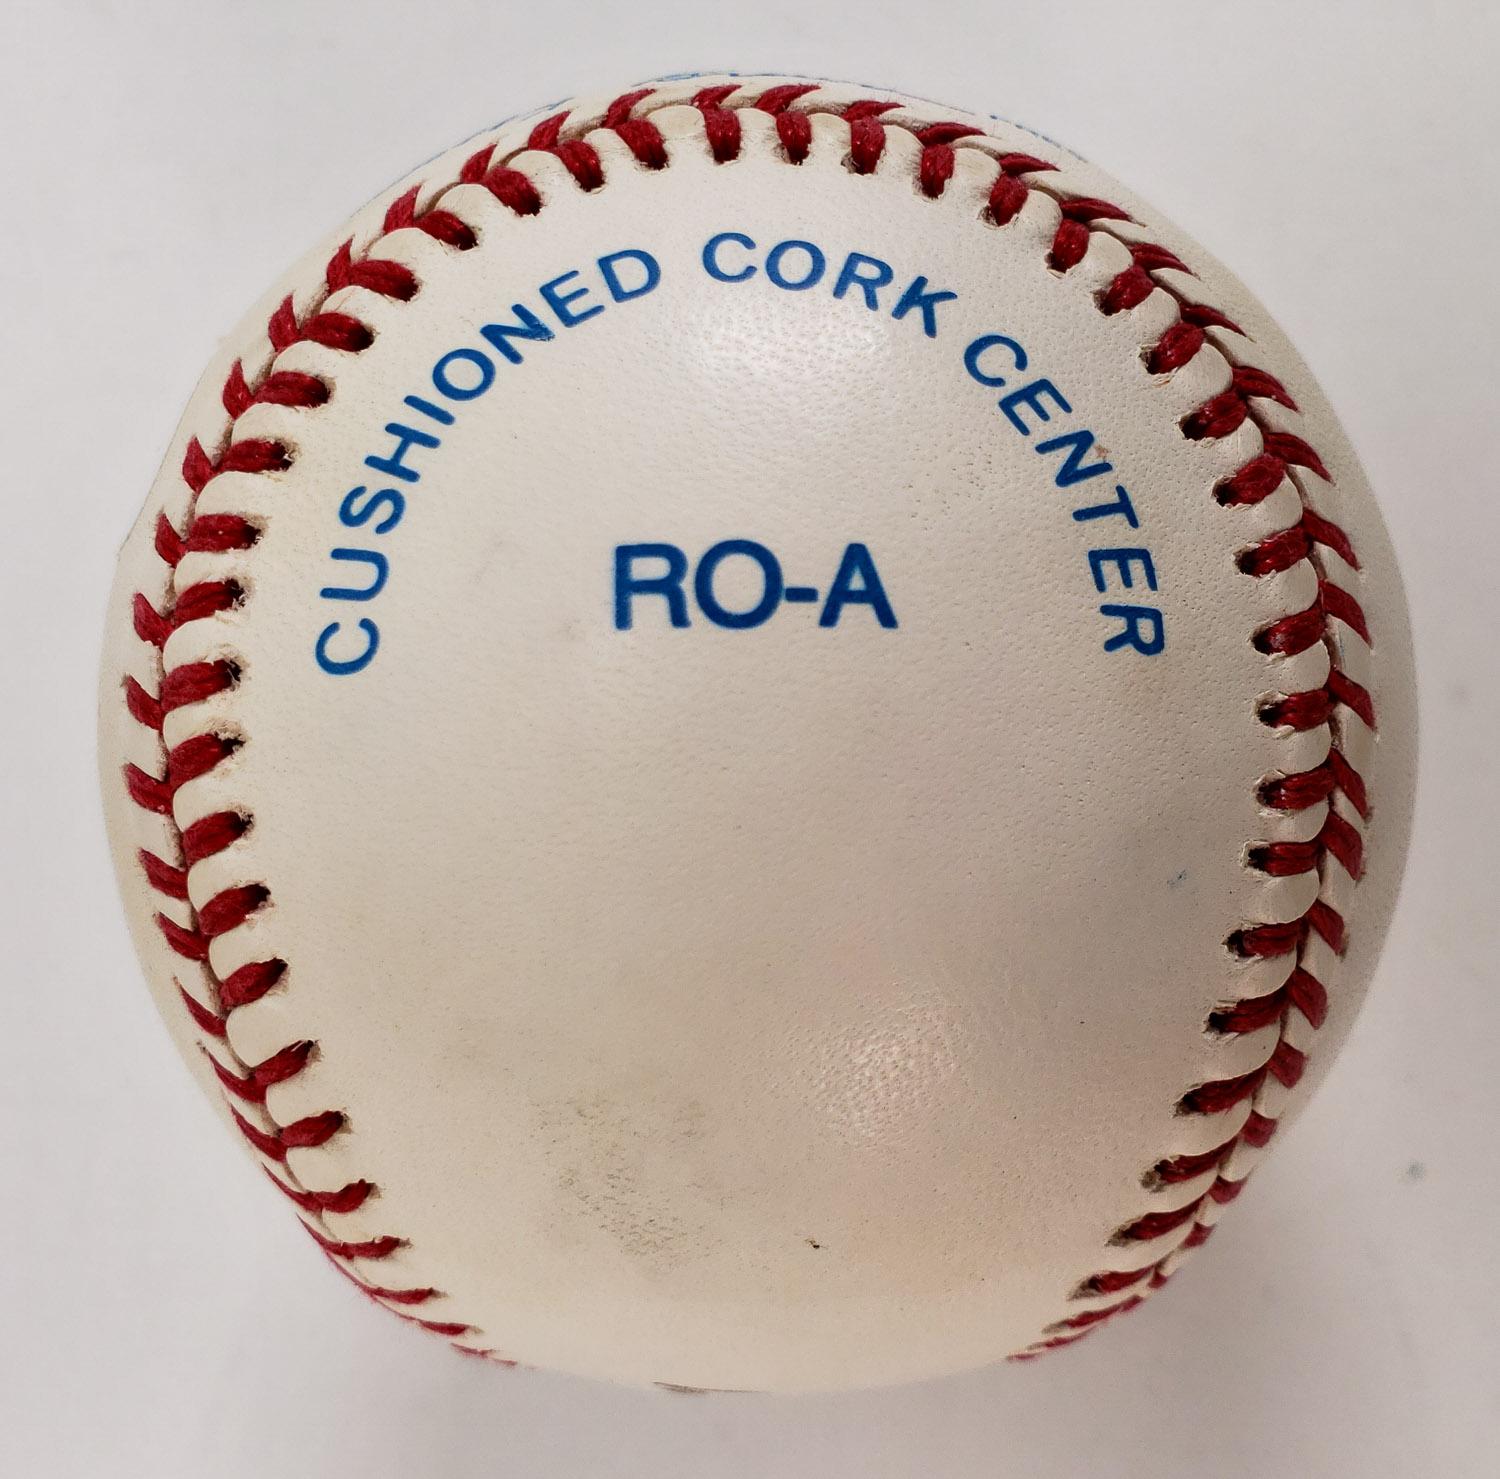 CUSHIONED CORK CENTER
RO-A